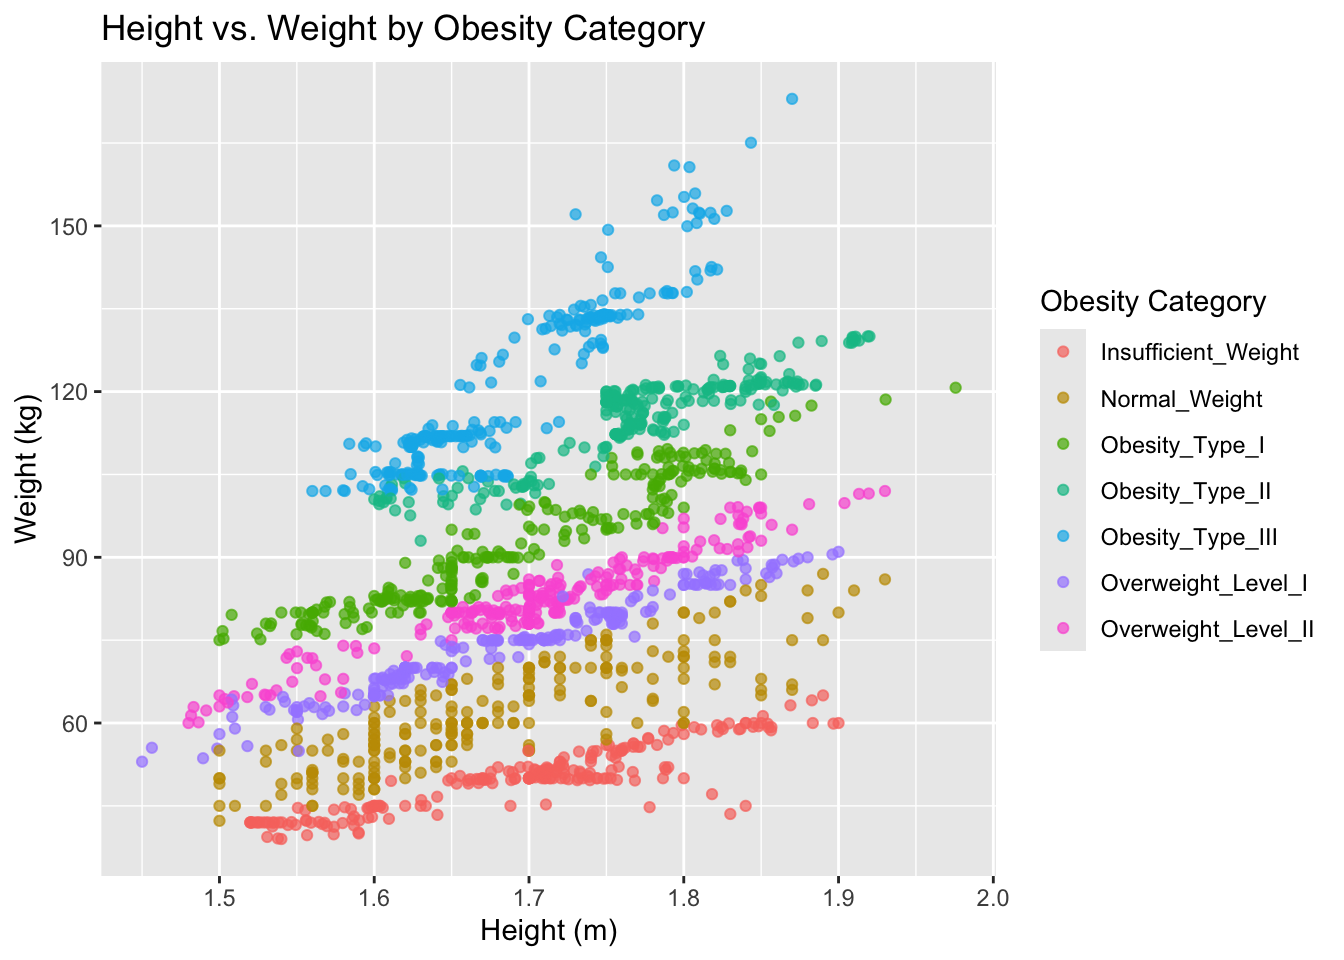 Height vs. Weight by Obesity Category
Weight (kg)
150
120
90
60
1.5
1.6
1.7
1.8
1.9
2.0
Height (m)
Obesity Category
Insufficient_Weight
Normal_Weight
Obesity_Type_I
Obesity_Type_II
Obesity_Type_III
Overweight_Level_I
Overweight_Level_II